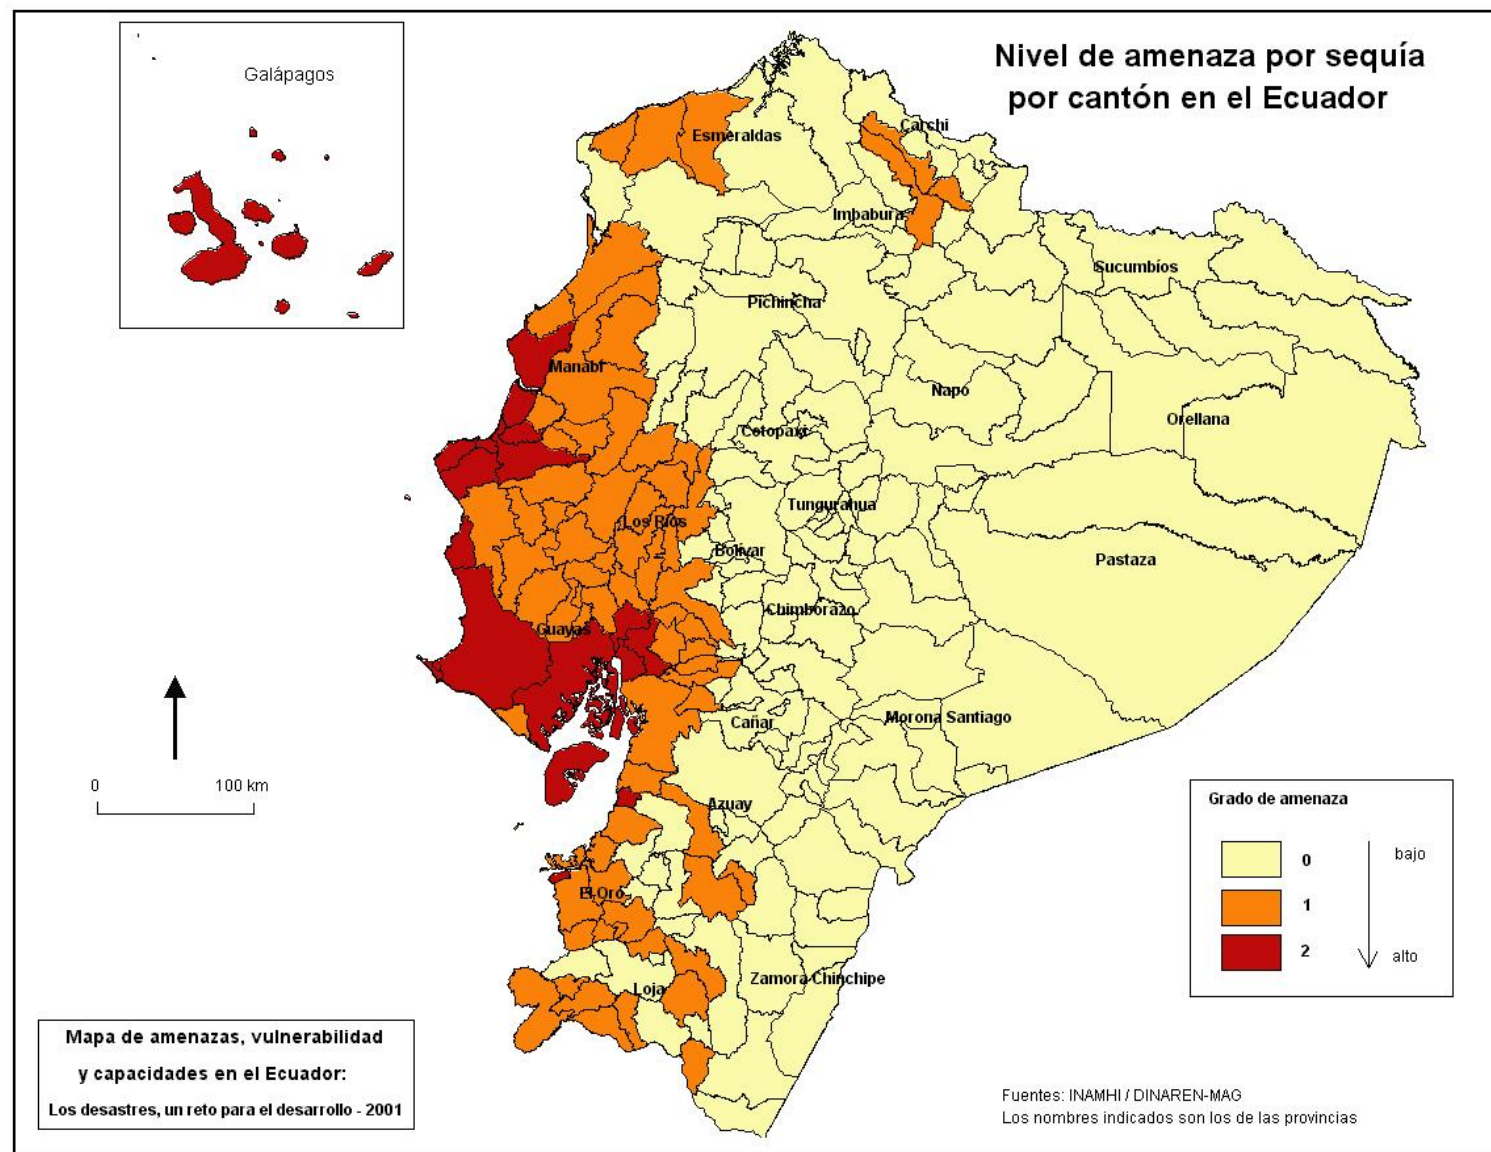 Nivel de amenaza por sequía
por cantón en el Ecuador
Galápagos
Carchi
Esmeraldas
Imbabura
Sucumbíos
Pichincha
Manabí
Napo
Orellana
Cotopaxi
Tungurahua
Los Ríos
Bolívar
Pastaza
Chimborazo
Guayas
Morona Santiago
Cañar
0 100 km
Azuay
El Oro
Zamora Chinchipe
Loja
Grado de amenaza
0 bajo
1
2 alto
Mapa de amenazas, vulnerabilidad
y capacidades en el Ecuador:
Los desastres, un reto para el desarrollo - 2001
Fuentes: INAMHI / DINAREN-MAG
Los nombres indicados son los de las provincias